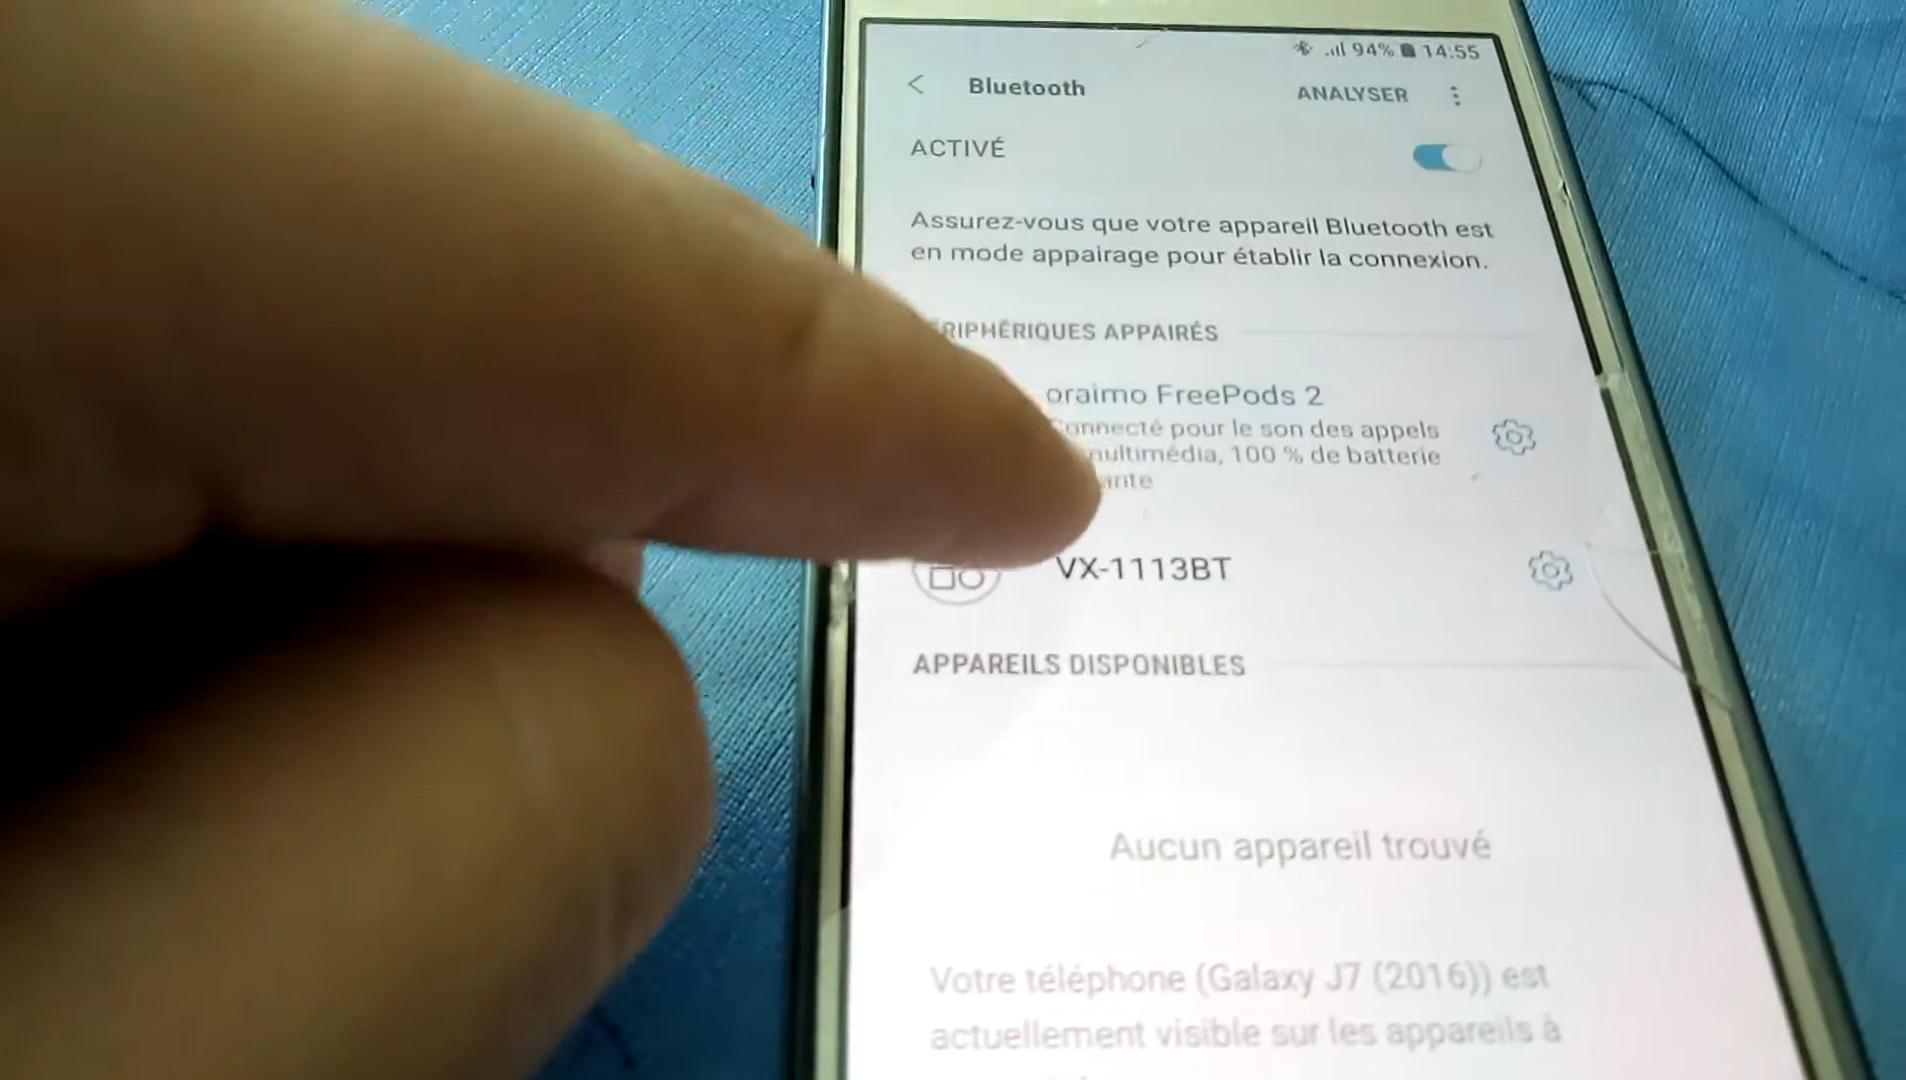 94% 14:55
Bluetooth ANALYSER
ACTIVÉ
Assurez-vous que votre appareil Bluetooth est
en mode appairage pour établir la connexion.
RIPHÉRIQUES APPAIRÉS
oraimo FreePods 2
onnecté pour le son des appels
multimédia, 100 % de batterie
VX-1113BT
APPAREILS DISPONIBLES
Aucun appareil trouvé
Votre téléphone (Galaxy J7 (2016)) est
actuellement visible sur les appareils à